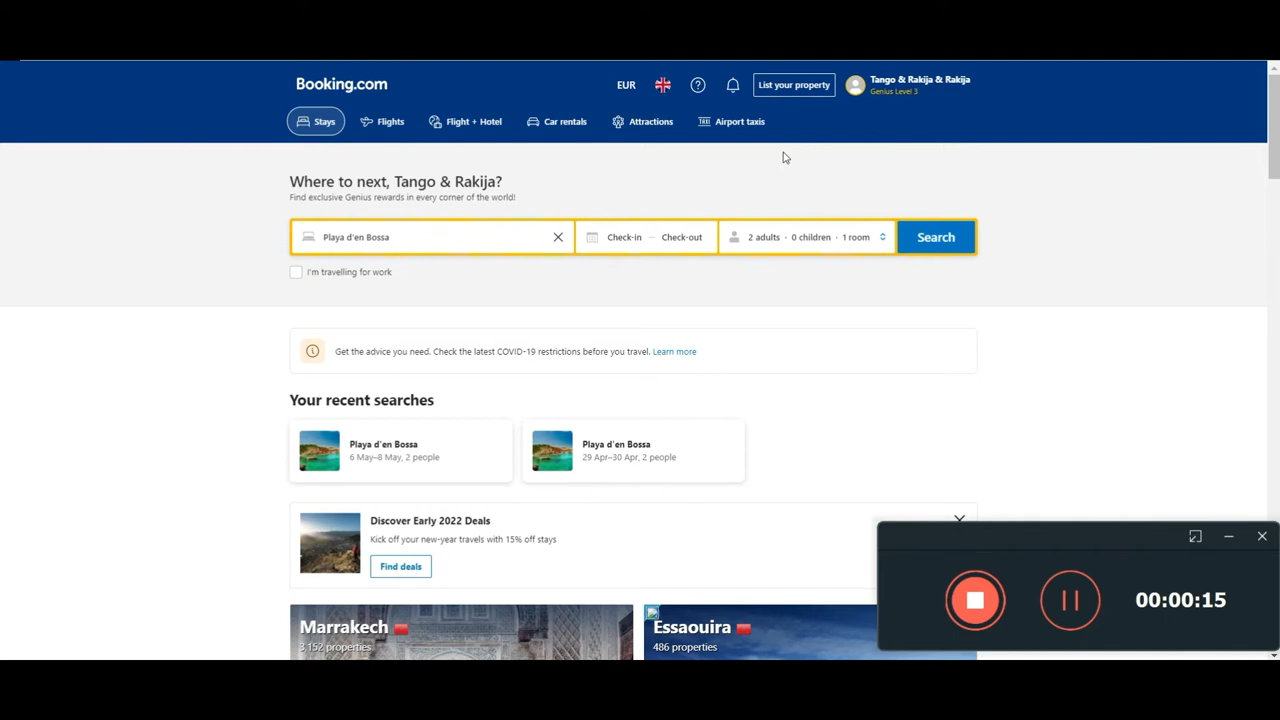 Booking.com
EUR
List your property
Tango & Rakija & Rakija
Genius Level 3
Stays
Flights
Flight + Hotel
Car rentals
Attractions
TAXI
Airport taxis
Where to next, Tango & Rakija?
Find exclusive Genius rewards in every corner of the world!
Playa d'en Bossa
Check-in — Check-out
2 adults · 0 children · 1 room
Search
I'm travelling for work
Get the advice you need. Check the latest COVID-19 restrictions before you travel. Learn more
Your recent searches
Playa d'en Bossa
6 May–8 May, 2 people
Playa d'en Bossa
29 Apr–30 Apr, 2 people
Discover Early 2022 Deals
Kick off your new-year travels with 15% off stays
Find deals
Marrakech
3,152 properties
Essaouira
486 properties
00:00:15